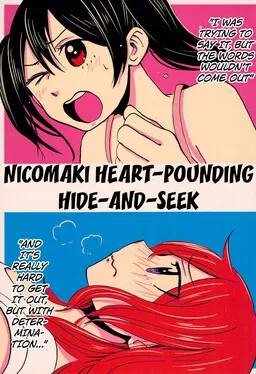 "I WAS
TRYING TO
SAY IT, BUT
THE WORDS
WOULDN'T
COME OUT"
NICOMAKI HEART-POUNDING
HIDE-AND-SEEK
"AND
IT'S
REALLY
HARD
TO GET
IT OUT,
BUT WITH
DETER-
MINA-
TION..."